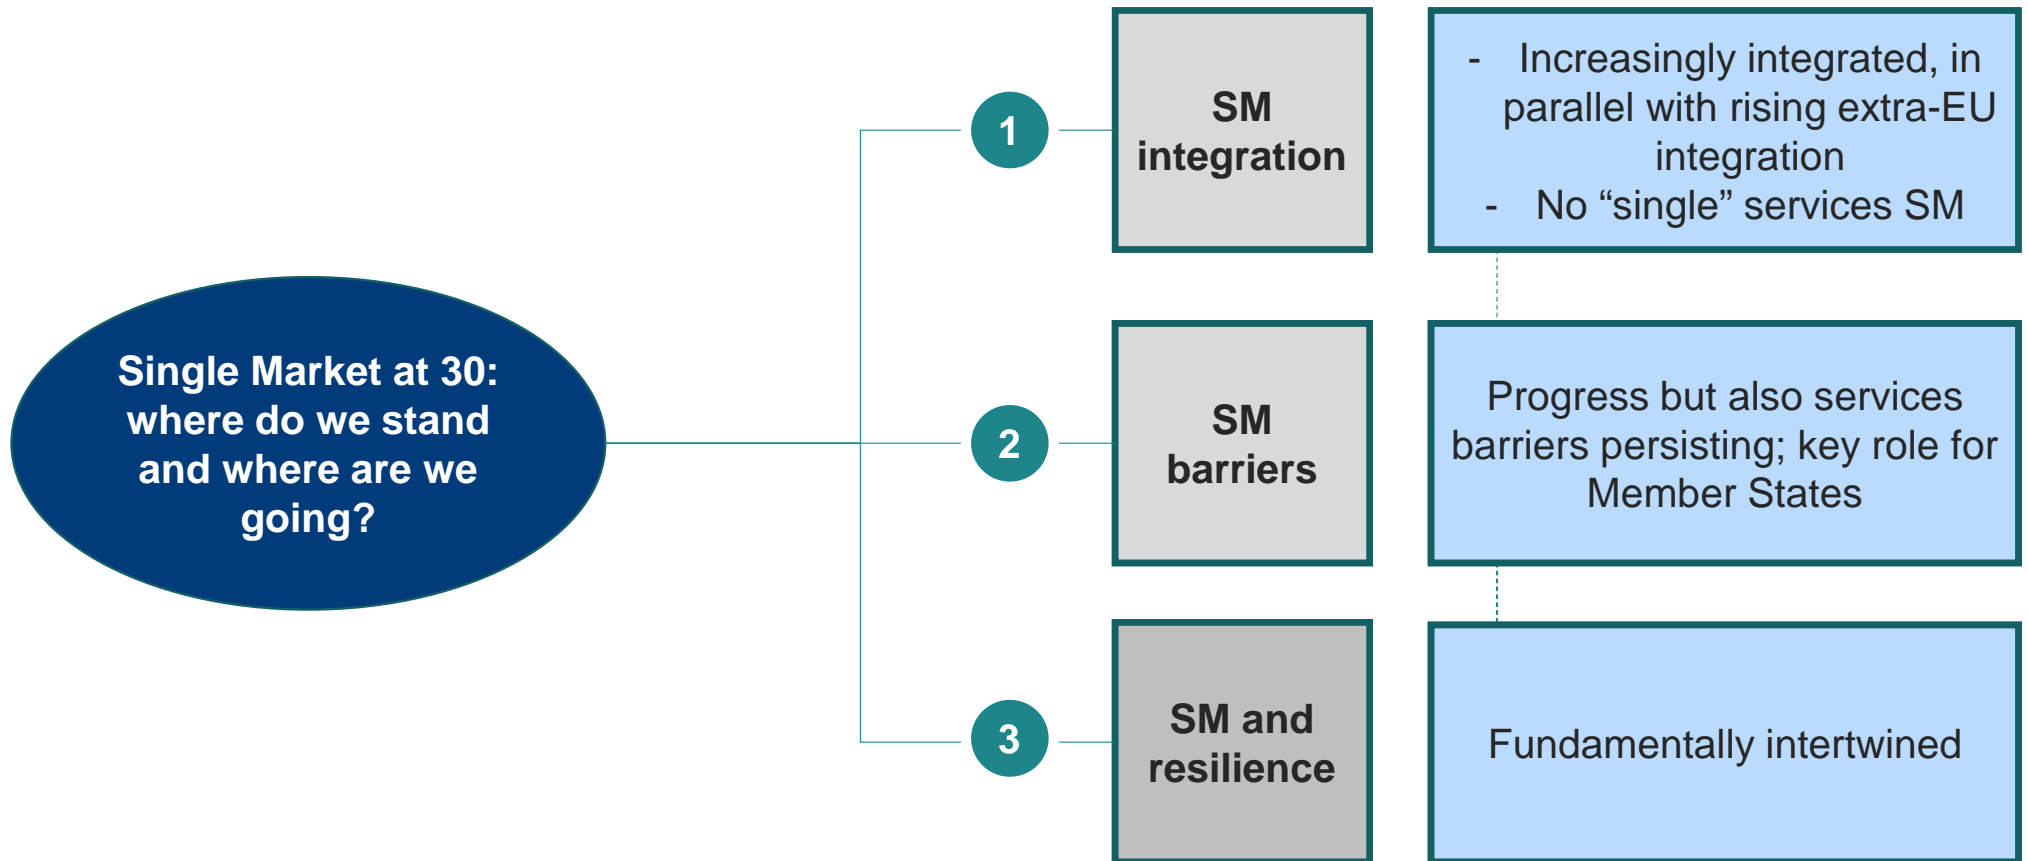 Single Market at 30:
where do we stand
and where are we
going?
1
SM
integration
- Increasingly integrated, in
parallel with rising extra-EU
integration
- No “single” services SM
2
SM
barriers
Progress but also services
barriers persisting; key role for
Member States
3
SM and
resilience
Fundamentally intertwined